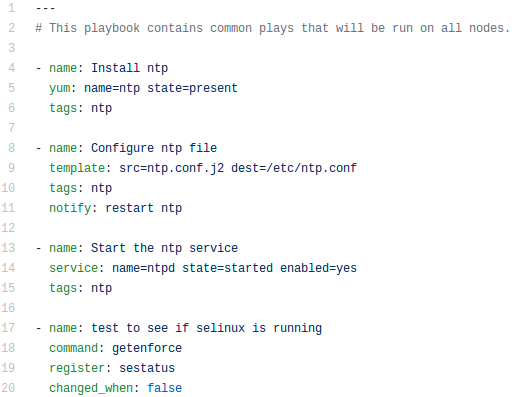 1 ---
2 # This playbook contains common plays that will be run on all nodes.
3
4 - name: Install ntp
5   yum: name=ntp state=present
6   tags: ntp
7
8 - name: Configure ntp file
9   template: src=ntp.conf.j2 dest=/etc/ntp.conf
10   tags: ntp
11   notify: restart ntp
12
13 - name: Start the ntp service
14   service: name=ntpd state=started enabled=yes
15   tags: ntp
16
17 - name: test to see if selinux is running
18   command: getenforce
19   register: sestatus
20   changed_when: false